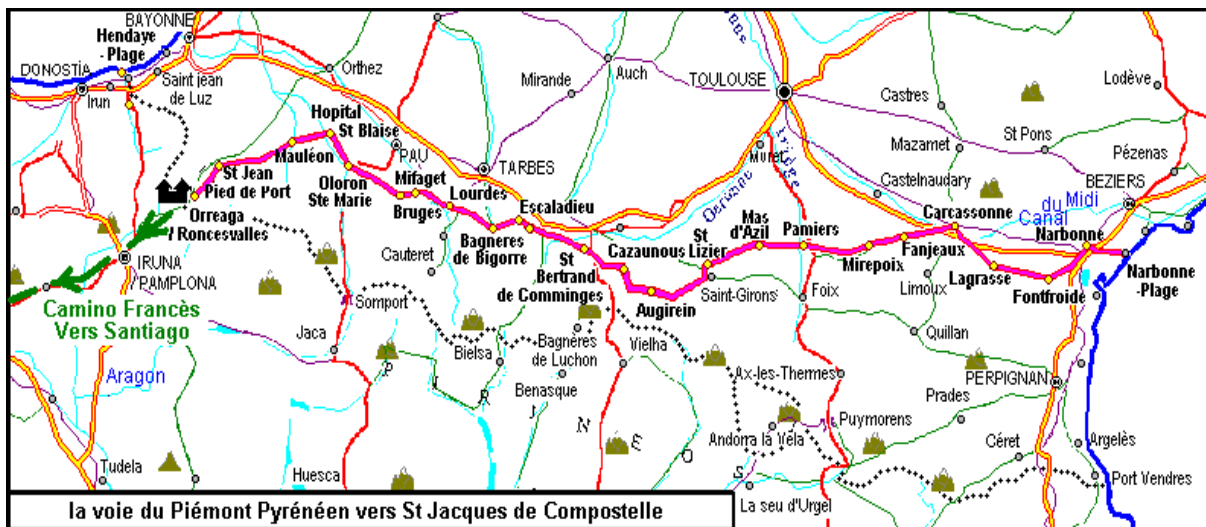 BAYONNE
Hendaye
-Plage
DONOSTIA
Irun
Saint jean
de Luz
Orthez
Mirande
Auch
TOULOUSE
Castres
Lodève
Mazamet
St Pons
Pézenas
Hopital
St Blaise
Mauléon
PAU
TARBES
Muret
Ariège
Castelnaudary
BEZIERS
St Jean
Pied de Port
Oloron
Ste Marie
Mifaget
Bruges
Lourdes
Escaladieu
Bagneres
de Bigorre
Mas
d'Azil
Pamiers
Carcassonne
Canal
du
Midi
Narbonne
Orreaga
/ Roncesvalles
Cauteret
St
Bertrand
de Comminges
Cazaunous
St
Lizier
Mirepoix
Fanjeaux
Lagrasse
Fontfroide
Narbonne
-Plage
IRUNA
/PAMPLONA
Camino Francès
Vers Santiago
Somport
Augirein
Saint-Girons
Foix
Limoux
Quillan
Jaca
Bielsa
Bagnères
de Luchon
Vielha
Benasque
Aragon
P I R I N E O S
Ax-les-Thermes
PERPIGNAN
Prades
Puymorens
Andorra la Vela
Céret
Argelès
Tudela
Huesca
La seu d'Urgel
Port Vendres
la voie du Piémont Pyrénéen vers St Jacques de Compostelle